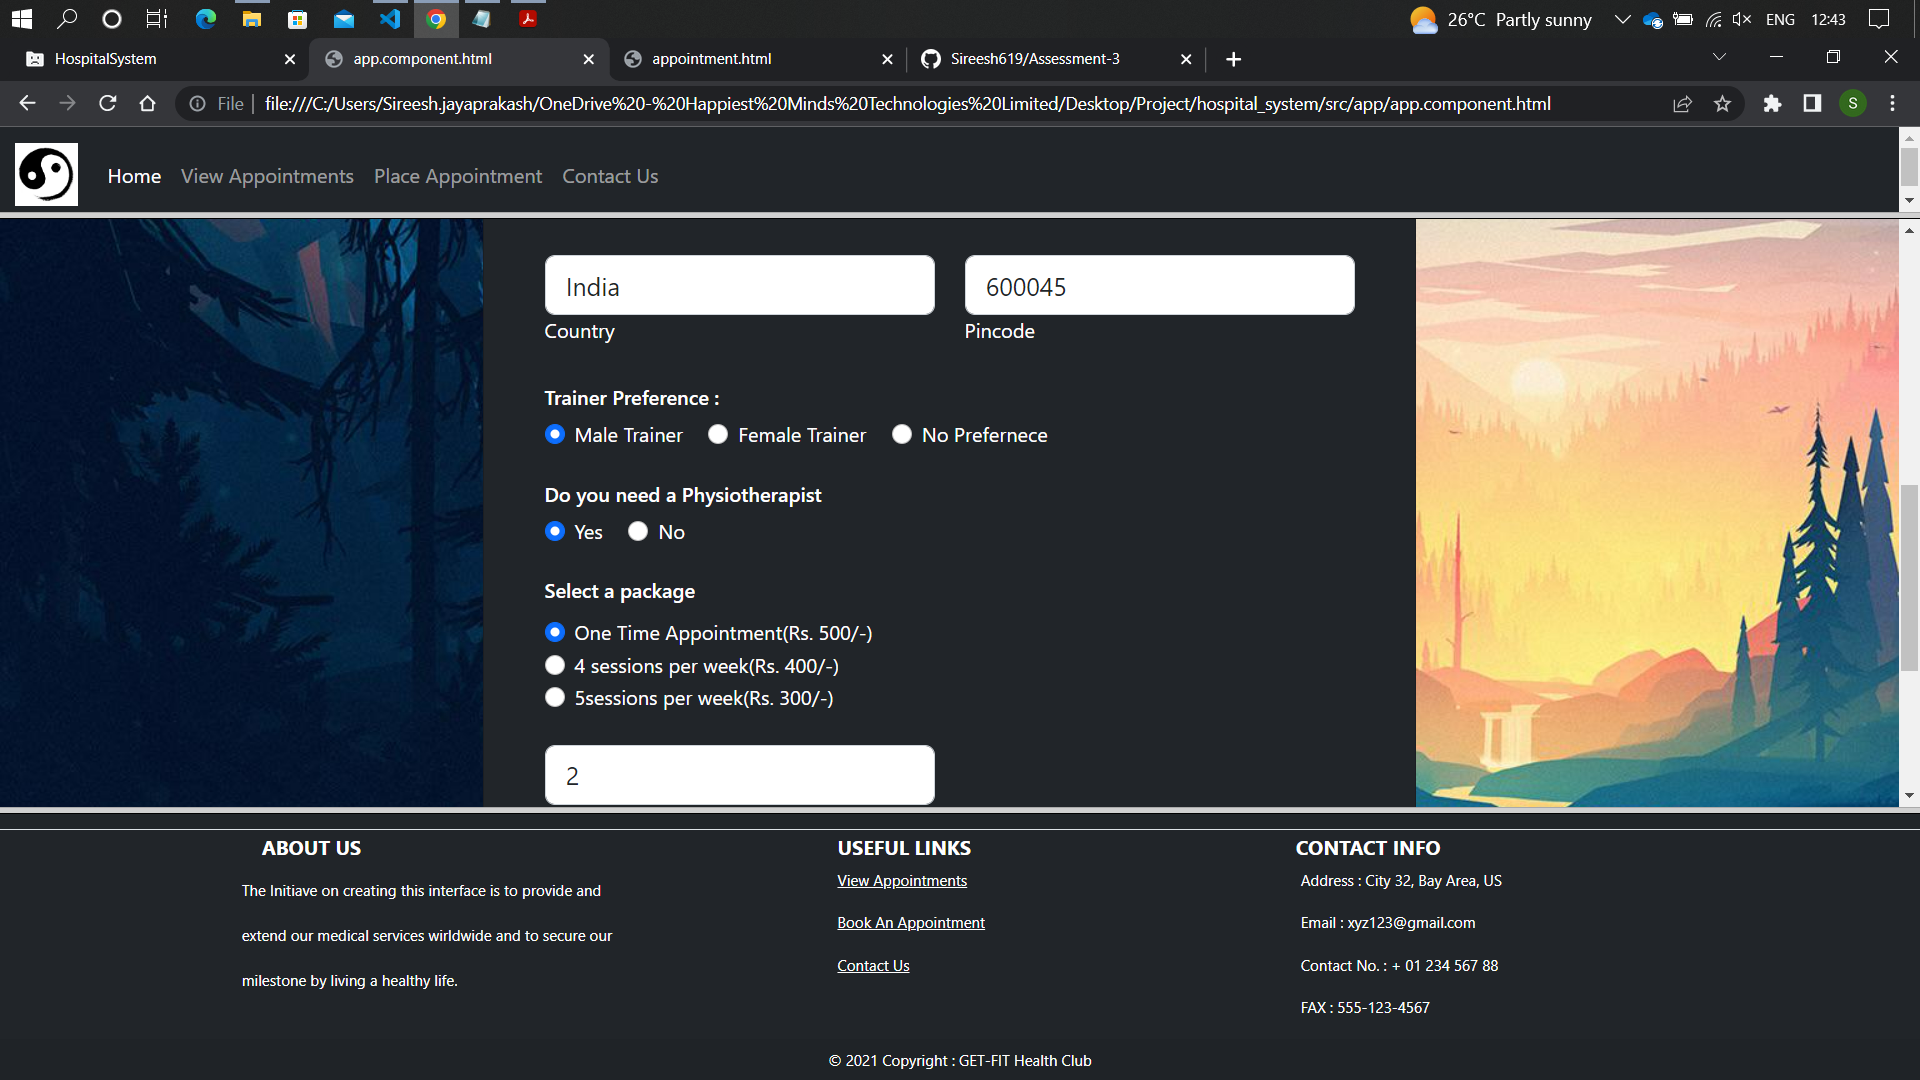 26°C Partly sunny
ENG
12:43
HospitalSystem
app.component.html
appointment.html
Sireesh619/Assessment-3
File
file:///C:/Users/Sireesh.jayaprakash/OneDrive%20-%20Happiest%20Minds%20Technologies%20Limited/Desktop/Project/hospital_system/src/app/app.component.html
S
Home View Appointments Place Appointment Contact Us
India
600045
Country
Pincode
Trainer Preference :
Male Trainer Female Trainer No Prefernece
Do you need a Physiotherapist
Yes No
Select a package
One Time Appointment(Rs. 500/-)
4 sessions per week(Rs. 400/-)
5sessions per week(Rs. 300/-)
2
ABOUT US
The Initiave on creating this interface is to provide and
extend our medical services wirldwide and to secure our
milestone by living a healthy life.
USEFUL LINKS
View Appointments
Book An Appointment
Contact Us
CONTACT INFO
Address : City 32, Bay Area, US
Email : xyz123@gmail.com
Contact No. : + 01 234 567 88
FAX : 555-123-4567
© 2021 Copyright : GET-FIT Health Club